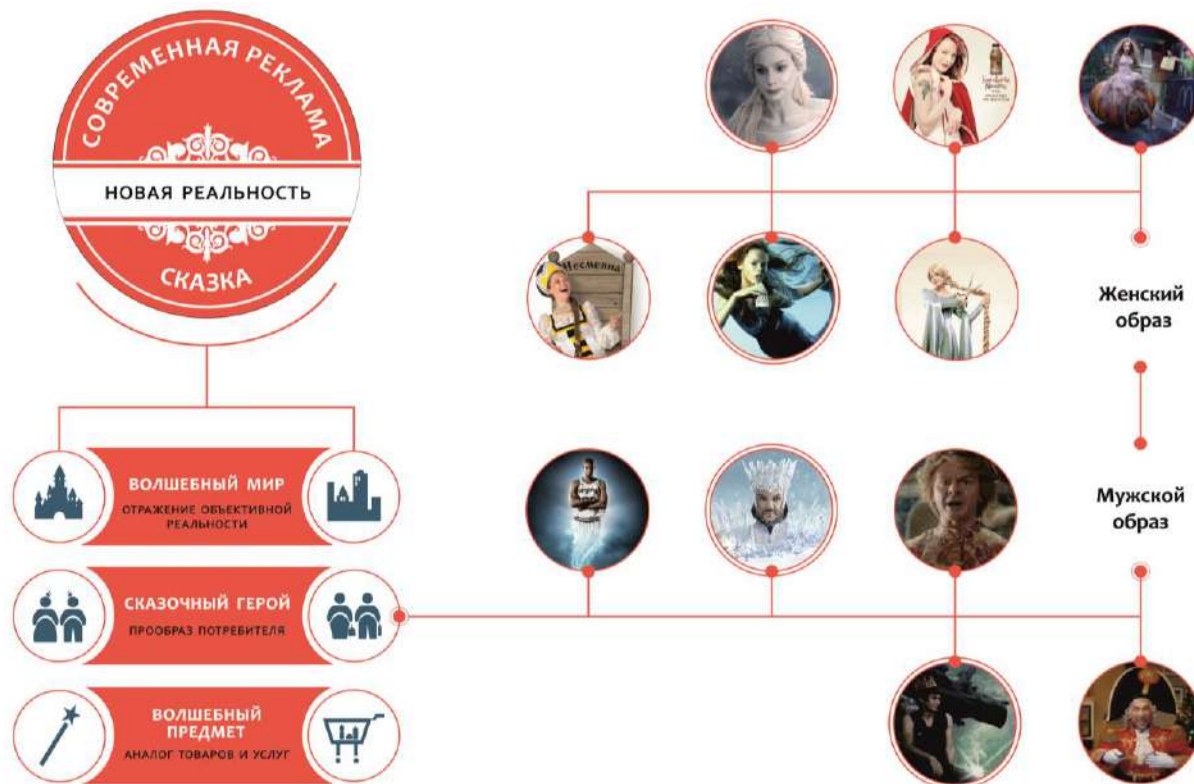 СОВРЕМЕННАЯ РЕКЛАМА
НОВАЯ РЕАЛЬНОСТЬ
СКАЗКА
ВОЛШЕБНЫЙ МИР
ОТРАЖЕНИЕ ОБЪЕКТИВНОЙ
РЕАЛЬНОСТИ
СКАЗОЧНЫЙ ГЕРОЙ
ПРООБРАЗ ПОТРЕБИТЕЛЯ
ВОЛШЕБНЫЙ
ПРЕДМЕТ
АНАЛОГ ТОВАРОВ И УСЛУГ
Несмеяна
Женский
образ
Мужской
образ